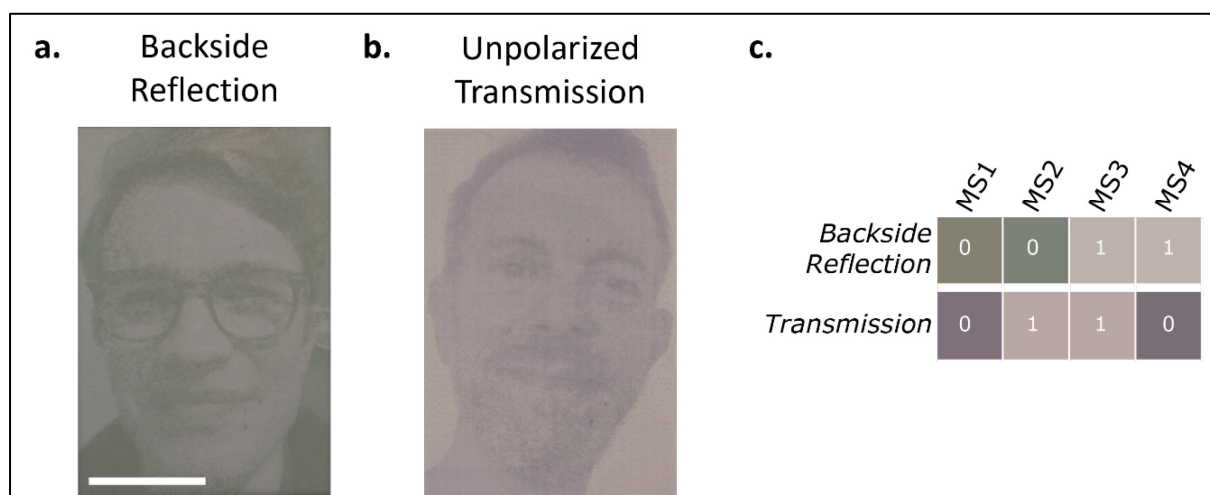 a.
Backside
Reflection
b.
Unpolarized
Transmission
c.
MS1 MS2 MS3 MS4
Backside
Reflection
0 0 1 1
Transmission
0 1 1 0